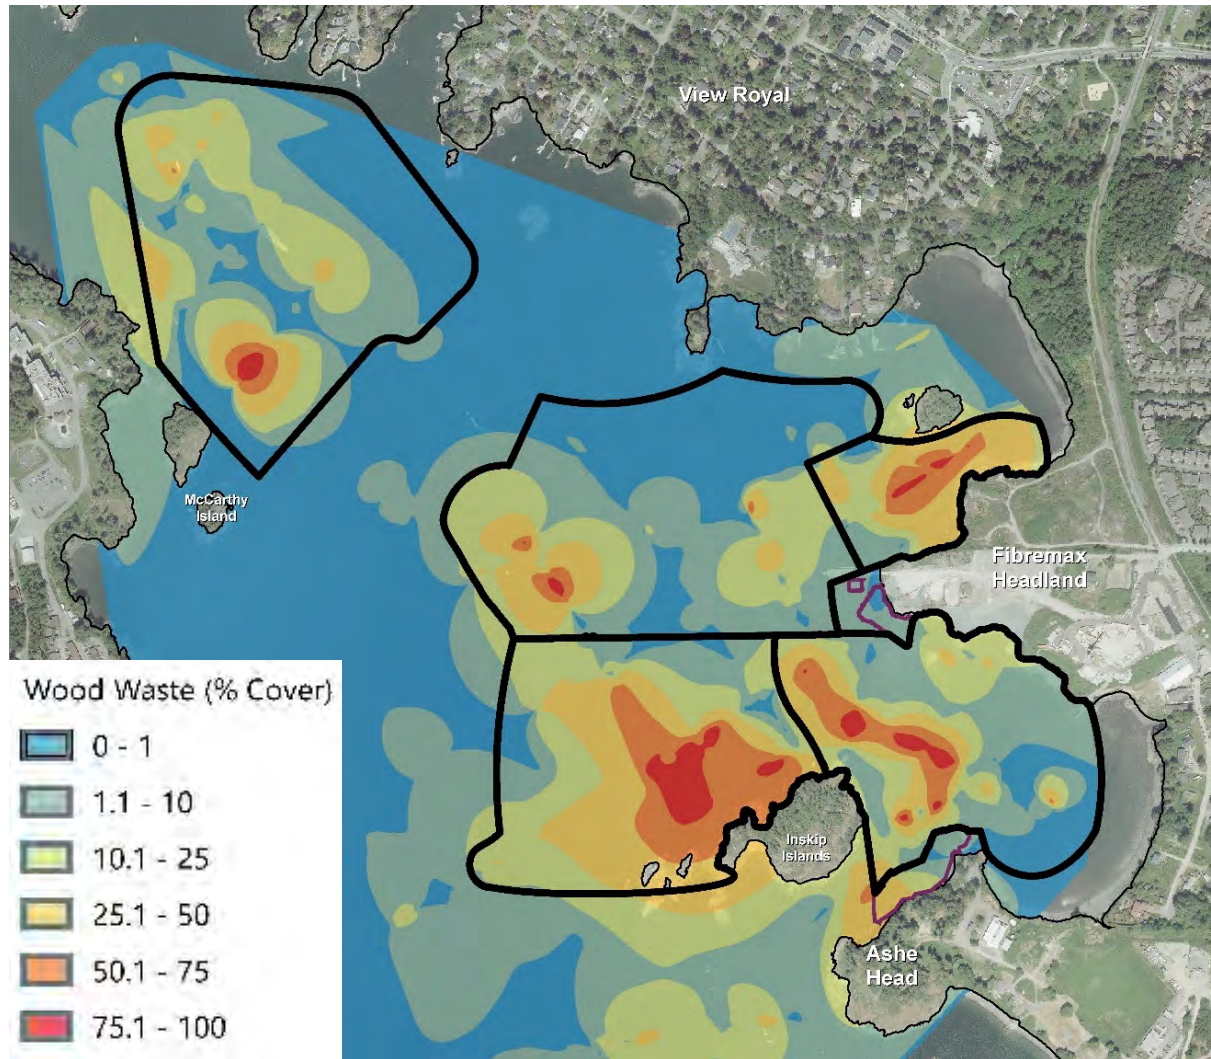 View Royal
McCarthy
Island
Fibremax
Headland
Inskip
Islands
Ashe
Head
Wood Waste (% Cover)
0 - 1
1.1 - 10
10.1 - 25
25.1 - 50
50.1 - 75
75.1 - 100